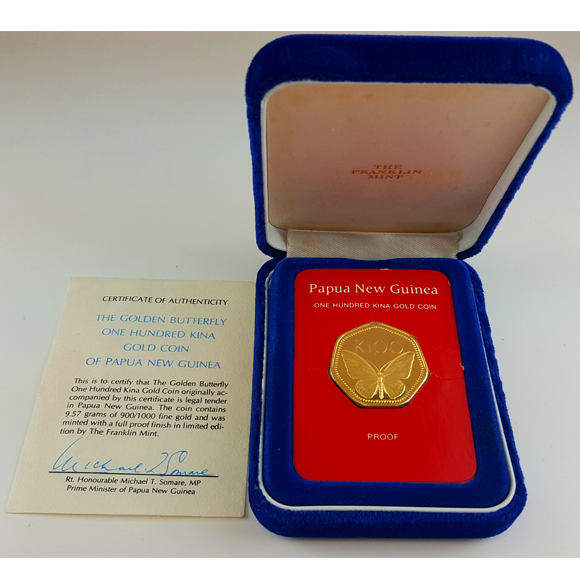 THE
FRANKLIN
MINT
Papua New Guinea
ONE HUNDRED KINA GOLD COIN
K100
PROOF
CERTIFICATE OF AUTHENTICITY
THE GOLDEN BUTTERFLY
ONE HUNDRED KINA
GOLD COIN
OF PAPUA NEW GUINEA
This is to certify that The Golden Butterfly
One Hundred Kina Gold Coin originally ac-
companied by this certificate is legal tender
in Papua New Guinea. The coin contains
9.57 grams of 900/1000 fine gold and was
minted with a full proof finish in limited edi-
tion by The Franklin Mint.
Michael T Somare
Rt. Honourable Michael T. Somare, MP
Prime Minister of Papua New Guinea